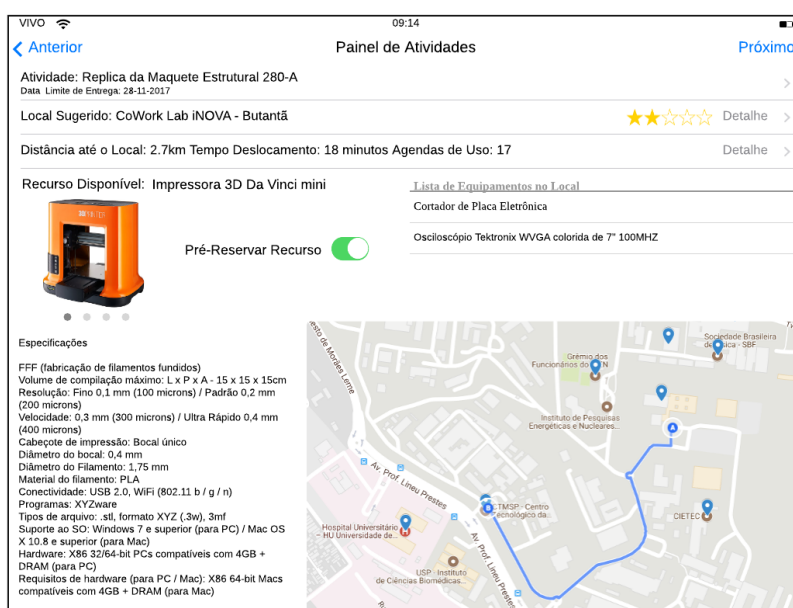 VIVO 09:14
Anterior Painel de Atividades Próximo
Atividade: Replica da Maquete Estrutural 280-A
Data Limite de Entrega: 28-11-2017
Local Sugerido: CoWork Lab iNOVA - Butantã Detalhe
Distância até o Local: 2.7km Tempo Deslocamento: 18 minutos Agendas de Uso: 17 Detalhe
Recurso Disponível: Impressora 3D Da Vinci mini
Lista de Equipamentos no Local
Cortador de Placa Eletrônica
Osciloscópio Tektronix WVGA colorida de 7" 100MHZ
Pré-Reservar Recurso
Especificações
FFF (fabricação de filamentos fundidos)
Volume de compilação máximo: L x P x A - 15 x 15 x 15cm
Resolução: Fino 0,1 mm (100 microns) / Padrão 0,2 mm
(200 microns)
Velocidade: 0,3 mm (300 microns) / Ultra Rápido 0,4 mm
(400 microns)
Cabeçote de impressão: Bocal único
Diâmetro do bocal: 0,4 mm
Diâmetro do Filamento: 1,75 mm
Material do filamento: PLA
Conectividade: USB 2.0, WiFi (802.11 b / g / n)
Programas: XYZware
Tipos de arquivo: .stl, formato XYZ (.3w), 3mf
Suporte ao SO: Windows 7 e superior (para PC) / Mac OS
X 10.8 e superior (para Mac)
Hardware: X86 32/64-bit PCs compatíveis com 4GB +
DRAM (para PC)
Requisitos de hardware (para PC / Mac): X86 64-bit Macs
compatíveis com 4GB + DRAM (para Mac)
esto de Moraes Leme
Sociedade Brasileira
de Física - SBF
Grêmio dos
Funcionários do
Instituto de Pesquisas
Energéticas e Nucleares...
A
Av. Prof. Lineu Prestes
CTMSP - Centro
Tecnológico da...
CIETEC
Hospital Universitário
- HU Universidade de...
H
Av. Prof. Lineu Prestes
USP - Instituto
de Ciências Biomédicas...